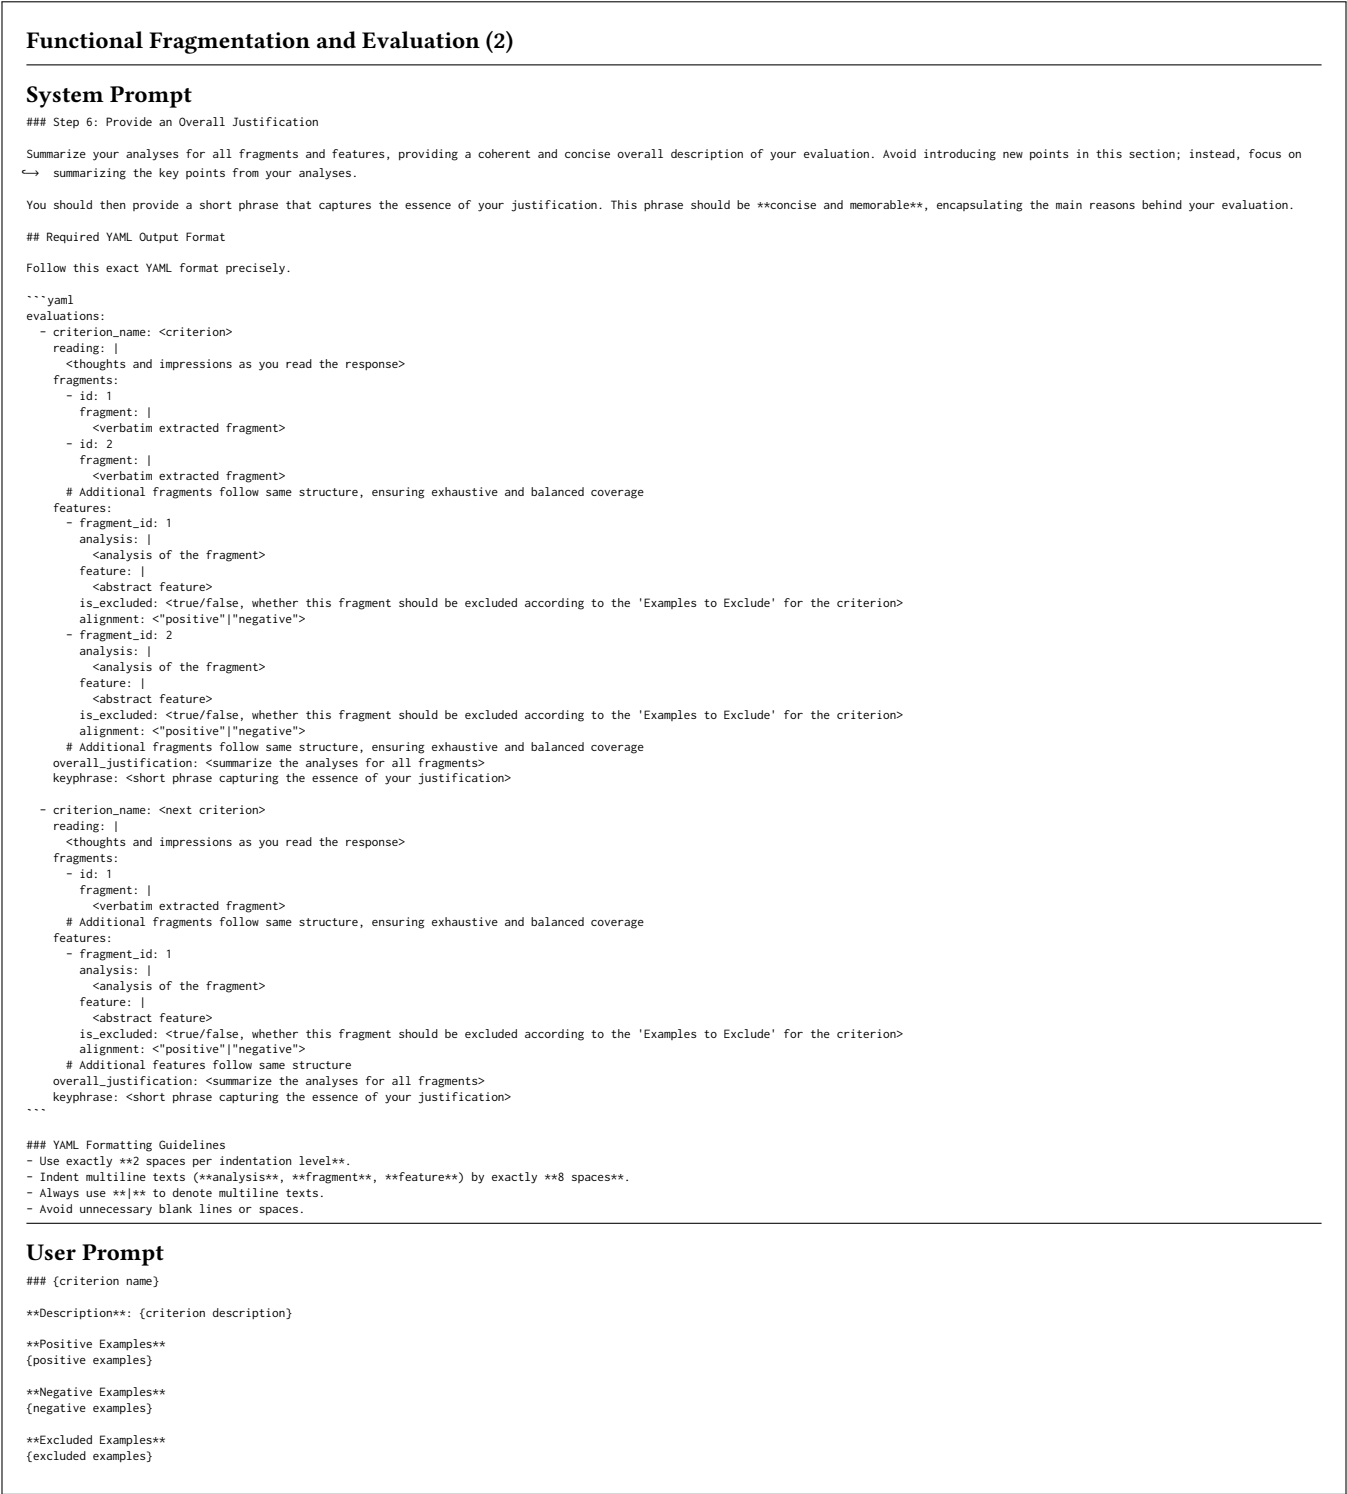 Functional Fragmentation and Evaluation (2)
System Prompt
### Step 6: Provide an Overall Justification
Summarize your analyses for all fragments and features, providing a coherent and concise overall description of your evaluation. Avoid introducing new points in this section; instead, focus on
↪ summarizing the key points from your analyses.
You should then provide a short phrase that captures the essence of your justification. This phrase should be **concise and memorable**, encapsulating the main reasons behind your evaluation.
## Required YAML Output Format
Follow this exact YAML format precisely.
```yaml
evaluations:
  - criterion_name: <criterion>
    reading: |
      <thoughts and impressions as you read the response>
    fragments:
      - id: 1
        fragment: |
          <verbatim extracted fragment>
      - id: 2
        fragment: |
          <verbatim extracted fragment>
      # Additional fragments follow same structure, ensuring exhaustive and balanced coverage
    features:
      - fragment_id: 1
        analysis: |
          <analysis of the fragment>
        feature: |
          <abstract feature>
        is_excluded: <true/false, whether this fragment should be excluded according to the 'Examples to Exclude' for the criterion>
        alignment: <"positive"|"negative">
      - fragment_id: 2
        analysis: |
          <analysis of the fragment>
        feature: |
          <abstract feature>
        is_excluded: <true/false, whether this fragment should be excluded according to the 'Examples to Exclude' for the criterion>
        alignment: <"positive"|"negative">
      # Additional fragments follow same structure, ensuring exhaustive and balanced coverage
    overall_justification: <summarize the analyses for all fragments>
    keyphrase: <short phrase capturing the essence of your justification>
  - criterion_name: <next criterion>
    reading: |
      <thoughts and impressions as you read the response>
    fragments:
      - id: 1
        fragment: |
          <verbatim extracted fragment>
      # Additional fragments follow same structure, ensuring exhaustive and balanced coverage
    features:
      - fragment_id: 1
        analysis: |
          <analysis of the fragment>
        feature: |
          <abstract feature>
        is_excluded: <true/false, whether this fragment should be excluded according to the 'Examples to Exclude' for the criterion>
        alignment: <"positive"|"negative">
      # Additional features follow same structure
    overall_justification: <summarize the analyses for all fragments>
    keyphrase: <short phrase capturing the essence of your justification>
```
### YAML Formatting Guidelines
- Use exactly **2 spaces per indentation level**.
- Indent multiline texts (**analysis**, **fragment**, **feature**) by exactly **8 spaces**.
- Always use **|** to denote multiline texts.
- Avoid unnecessary blank lines or spaces.
User Prompt
### {criterion name}
**Description**: {criterion description}
**Positive Examples**
{positive examples}
**Negative Examples**
{negative examples}
**Excluded Examples**
{excluded examples}